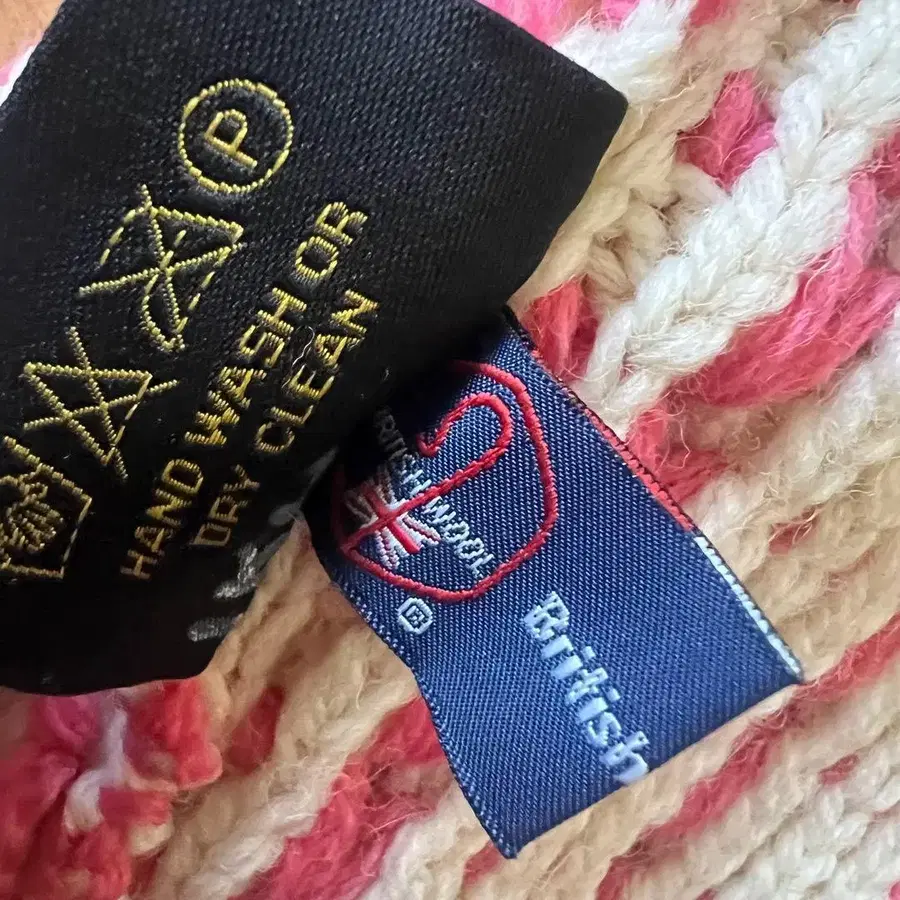 P
HAND WASH OR
DRY CLEAN
BRITISH WOOL
®
British